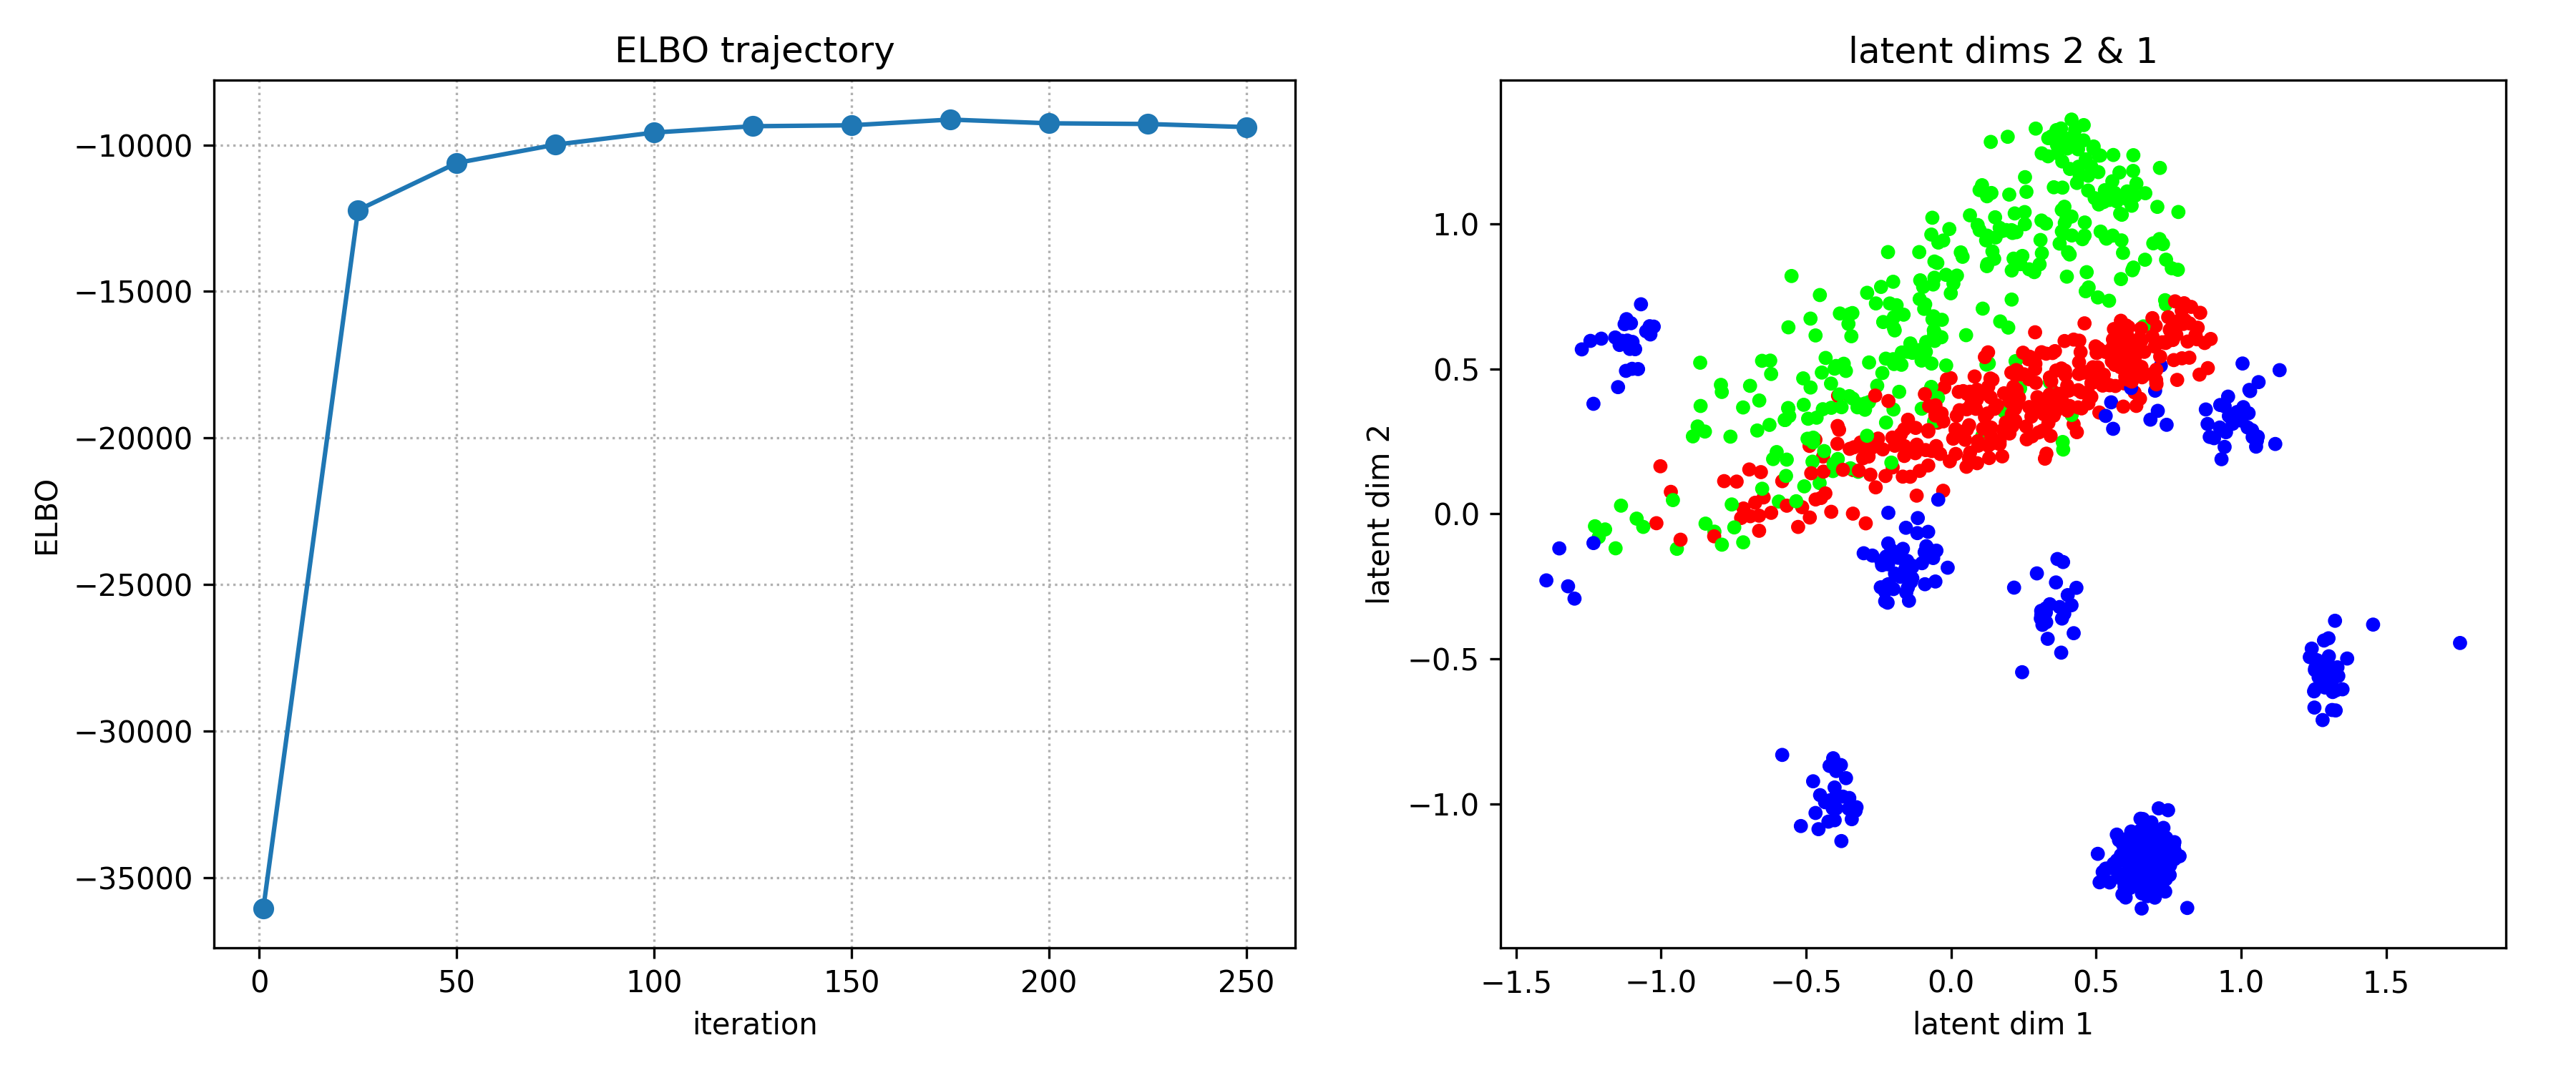 ELBO trajectory
ELBO
−10000
−15000
−20000
−25000
−30000
−35000
0 50 100 150 200 250
iteration
latent dims 2 & 1
latent dim 2
1.0
0.5
0.0
−0.5
−1.0
−1.5 −1.0 −0.5 0.0 0.5 1.0 1.5
latent dim 1